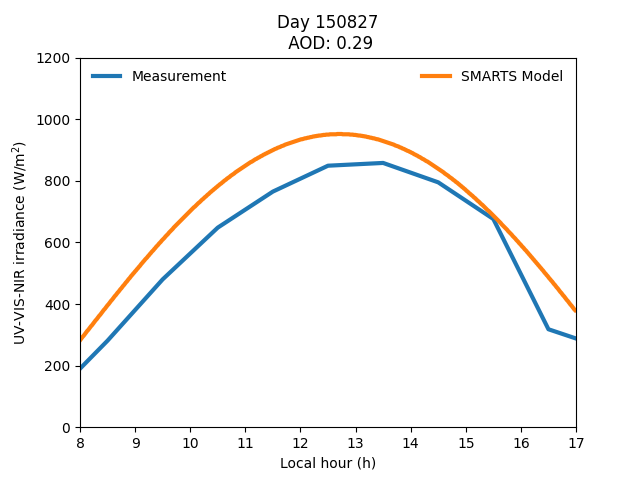 Day 150827
AOD: 0.29
Measurement
SMARTS Model
UV-VIS-NIR irradiance (W/m²)
1200
1000
800
600
400
200
0
8 9 10 11 12 13 14 15 16 17
Local hour (h)